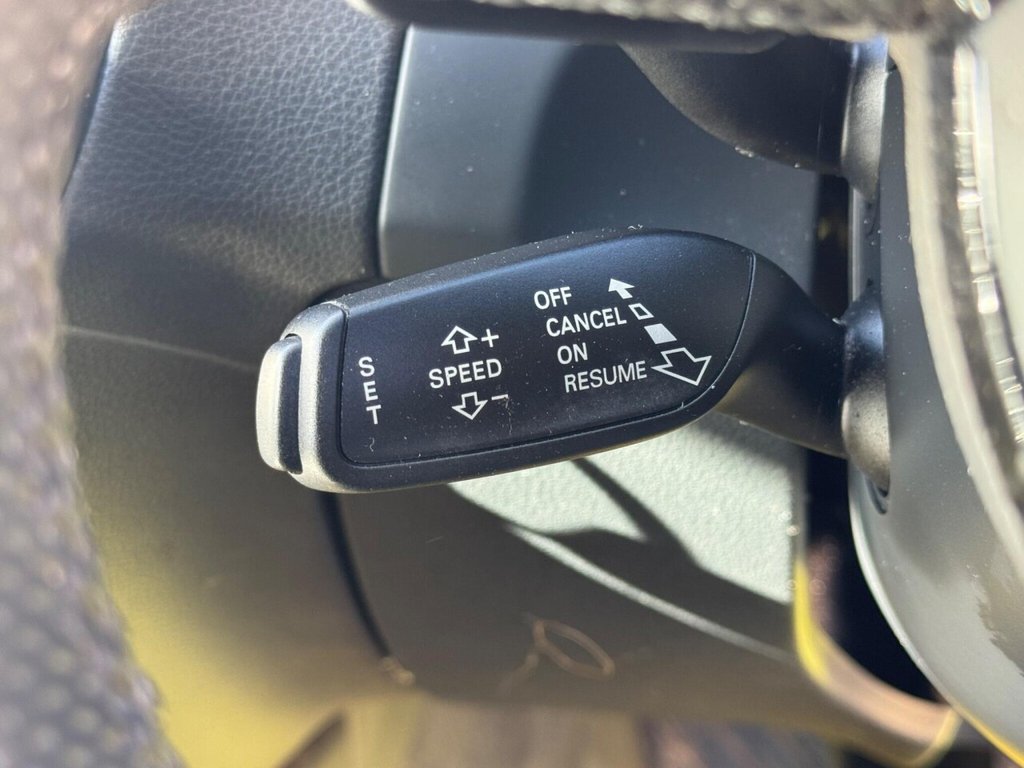 SET
+
SPEED
-
OFF
CANCEL
ON
RESUME